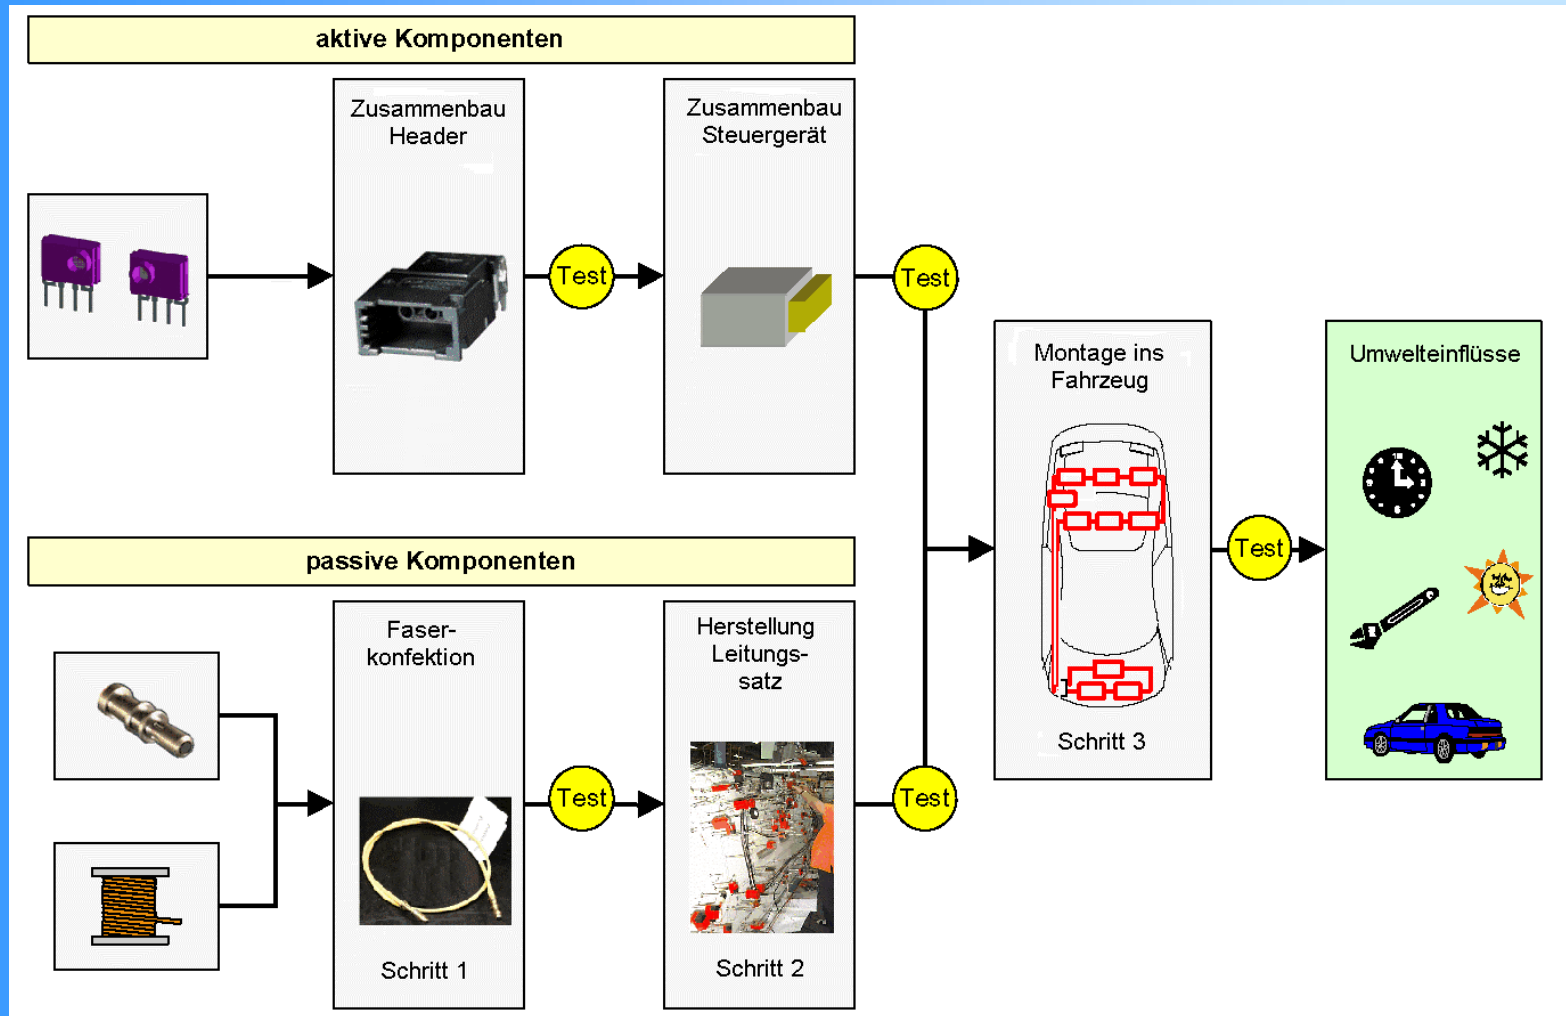 aktive Komponenten
Zusammenbau
Header
Test
Zusammenbau
Steuergerät
Test
passive Komponenten
Faser-
konfektion
Schritt 1
Test
Herstellung
Leitungs-
satz
Schritt 2
Test
Montage ins
Fahrzeug
Schritt 3
Test
Umwelteinflüsse